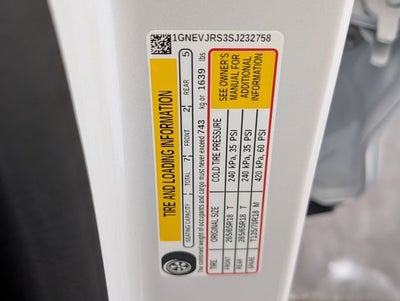 1GNEVJRS3SJ232758
TIRE AND LOADING INFORMATION
SEATING CAPACITY TOTAL 7 FRONT 2 REAR 5
The combined weight of occupants and cargo must never exceed 743 kg or 1639 lbs
TIRE ORIGINAL SIZE COLD TIRE PRESSURE
FRONT 265/65R18 T 240 kPa, 35 PSI
REAR 265/65R18 T 240 kPa, 35 PSI
SPARE T135/70R18 M 420 kPa, 60 PSI
SEE OWNER'S
MANUAL FOR
ADDITIONAL
INFORMATION